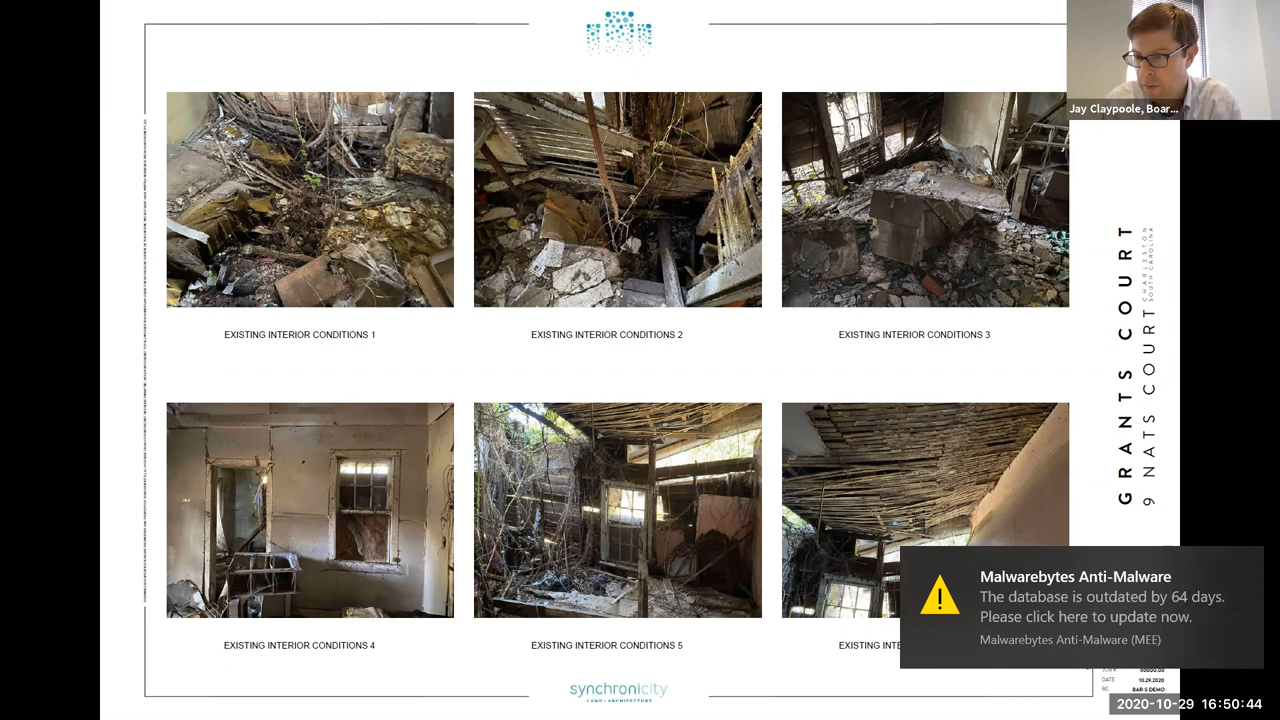 Jay Claypoole, Boar...
EXISTING INTERIOR CONDITIONS 1
EXISTING INTERIOR CONDITIONS 2
EXISTING INTERIOR CONDITIONS 3
GRANTS COURT
9 NATS COURT
CHARLESTON
SOUTH CAROLINA
EXISTING INTERIOR CONDITIONS 4
EXISTING INTERIOR CONDITIONS 5
EXISTING INTE
Malwarebytes Anti-Malware
The database is outdated by 64 days.
Please click here to update now.
Malwarebytes Anti-Malware (MEE)
synchronicity
LAND + ARCHITECTURE
DATE: 10.29.2020
RE: BAR-S DEMO
2020-10-29 16:50:44